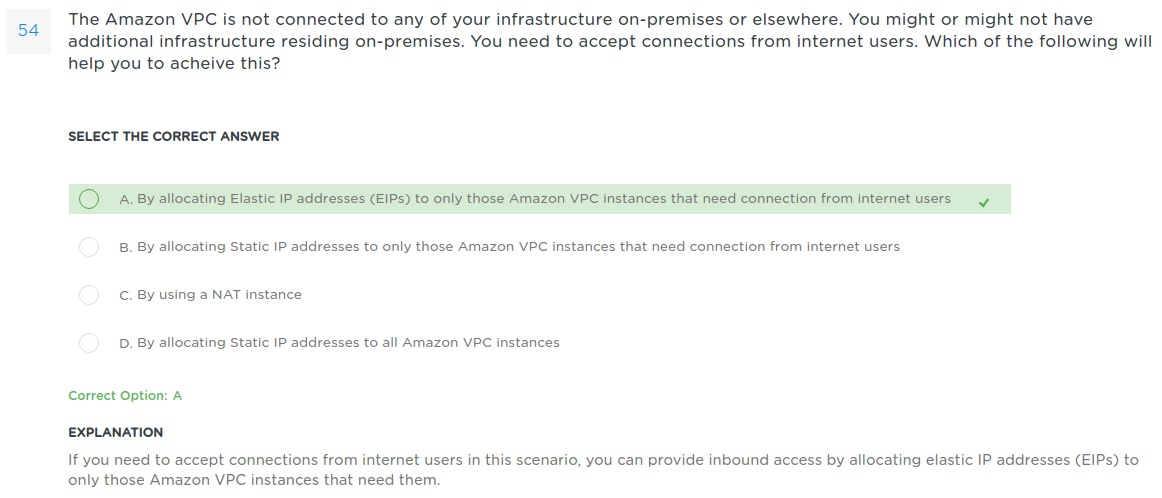 54
The Amazon VPC is not connected to any of your infrastructure on-premises or elsewhere. You might or might not have
additional infrastructure residing on-premises. You need to accept connections from internet users. Which of the following will
help you to acheive this?
SELECT THE CORRECT ANSWER
A. By allocating Elastic IP addresses (EIPs) to only those Amazon VPC instances that need connection from internet users
B. By allocating Static IP addresses to only those Amazon VPC instances that need connection from internet users
C. By using a NAT instance
D. By allocating Static IP addresses to all Amazon VPC instances
Correct Option: A
EXPLANATION
If you need to accept connections from internet users in this scenario, you can provide inbound access by allocating elastic IP addresses (EIPs) to
only those Amazon VPC instances that need them.